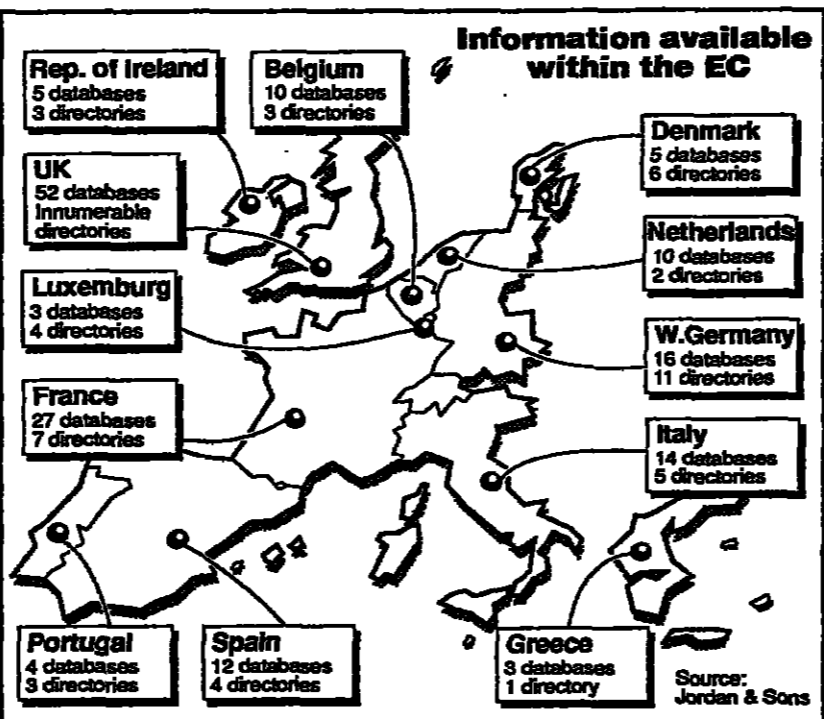 Information available
within the EC
Rep. of Ireland
5 databases
3 directories
Belgium
10 databases
3 directories
Denmark
5 databases
6 directories
UK
52 databases
Innumerable
directories
Netherlands
10 databases
2 directories
Luxemburg
3 databases
4 directories
W.Germany
16 databases
11 directories
France
27 databases
7 directories
Italy
14 databases
5 directories
Portugal
4 databases
3 directories
Spain
12 databases
4 directories
Greece
3 databases
1 directory
Source:
Jordan & Sons